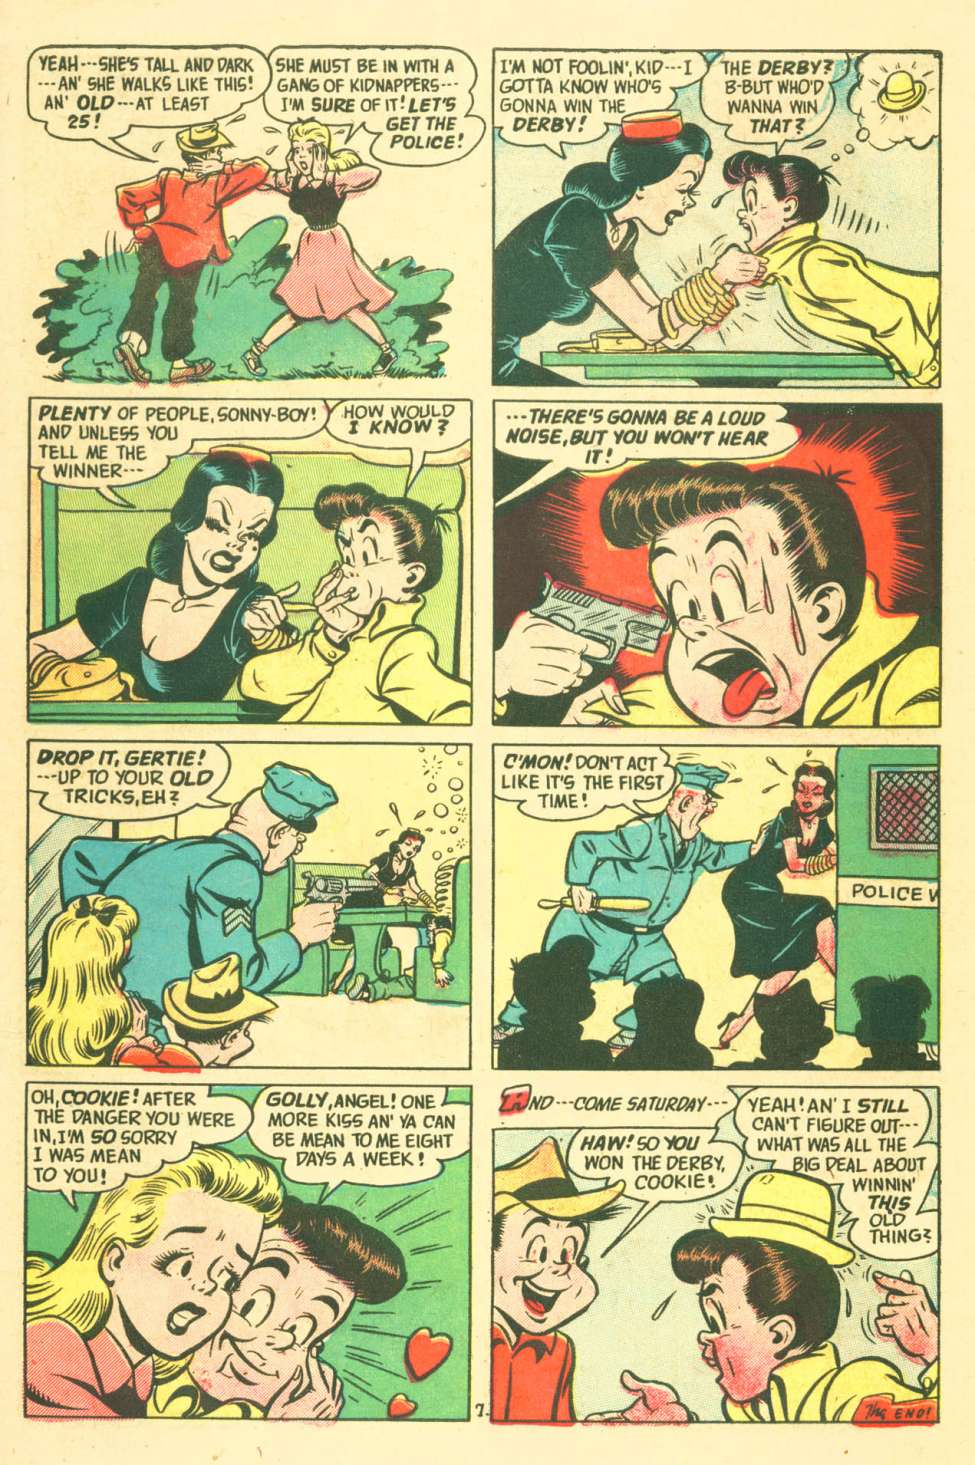 YEAH---SHE'S TALL AND DARK
---AN' SHE WALKS LIKE THIS!
AN' OLD---AT LEAST
25!
SHE MUST BE IN WITH A
GANG OF KIDNAPPERS---
I'M SURE OF IT! LET'S
GET THE
POLICE!
I'M NOT FOOLIN', KID---I
GOTTA KNOW WHO'S
GONNA WIN THE
DERBY!
THE DERBY?
B-BUT WHO'D
WANNA WIN
THAT?
PLENTY OF PEOPLE, SONNY-BOY!
AND UNLESS YOU
TELL ME THE
WINNER---
HOW WOULD
I KNOW?
---THERE'S GONNA BE A LOUD
NOISE, BUT YOU WON'T HEAR
IT!
DROP IT, GERTIE!
---UP TO YOUR OLD
TRICKS, EH?
C'MON! DON'T ACT
LIKE IT'S THE FIRST
TIME!
POLICE W
OH, COOKIE! AFTER
THE DANGER YOU WERE
IN, I'M SO SORRY
I WAS MEAN
TO YOU!
GOLLY, ANGEL! ONE
MORE KISS AN' YA CAN
BE MEAN TO ME EIGHT
DAYS A WEEK!
7.
AND---COME SATURDAY---
HAW! SO YOU
WON THE DERBY,
COOKIE!
YEAH! AN' I STILL
CAN'T FIGURE OUT---
WHAT WAS ALL THE
BIG DEAL ABOUT
WINNIN'
THIS
OLD
THING?
The END!